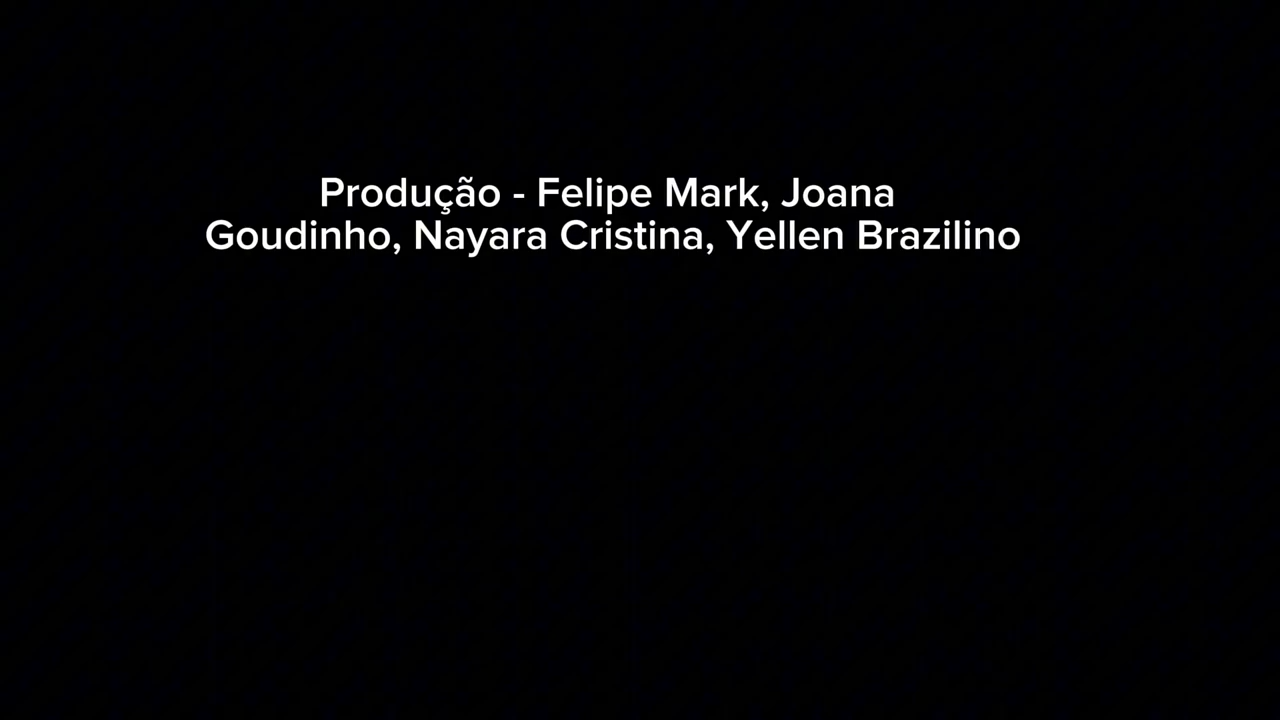 Produção - Felipe Mark, Joana
Goudinho, Nayara Cristina, Yellen Brazilino